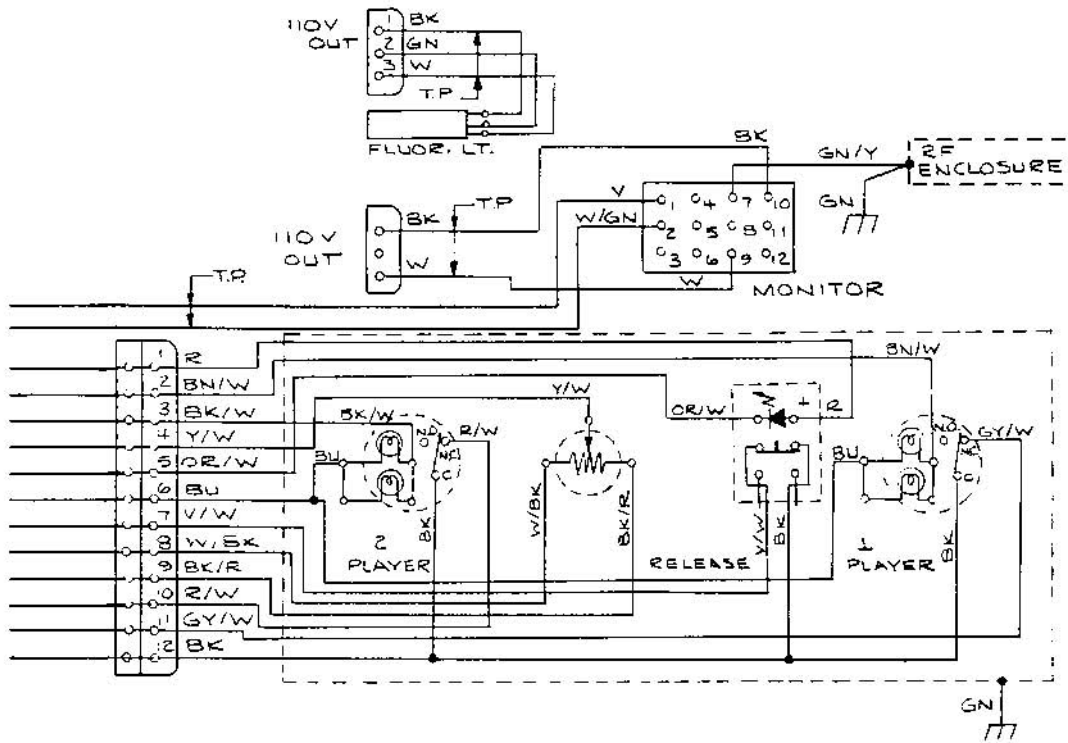 110V
OUT
1 BK
2 GN
3 W
T.P
FLUOR. LT.
BK
GN/Y
RF
ENCLOSURE
GN
V
W/GN
1 4 7 10
2 5 8 11
3 6 9 12
W
MONITOR
110V
OUT
BK
T.P
W
T.P.
1 R
2 BN/W
3 BK/W
4 Y/W
5 OR/W
6 BU
7 V/W
8 W/BK
9 BK/R
10 R/W
11 GY/W
12 BK
BK/W
NO
R/W
NC
C
BU
BK
2
PLAYER
Y/W
W/BK
BK/R
OR/W
+
R
V/W
BK
RELEASE
BN/W
NO
GY/W
C
BU
BK
1
PLAYER
GN